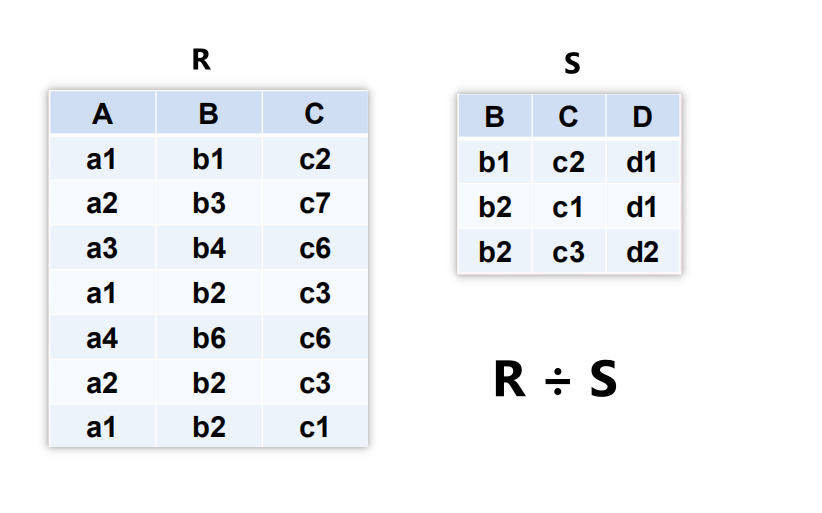 R
A B C
a1 b1 c2
a2 b3 c7
a3 b4 c6
a1 b2 c3
a4 b6 c6
a2 b2 c3
a1 b2 c1
S
B C D
b1 c2 d1
b2 c1 d1
b2 c3 d2
R ÷ S